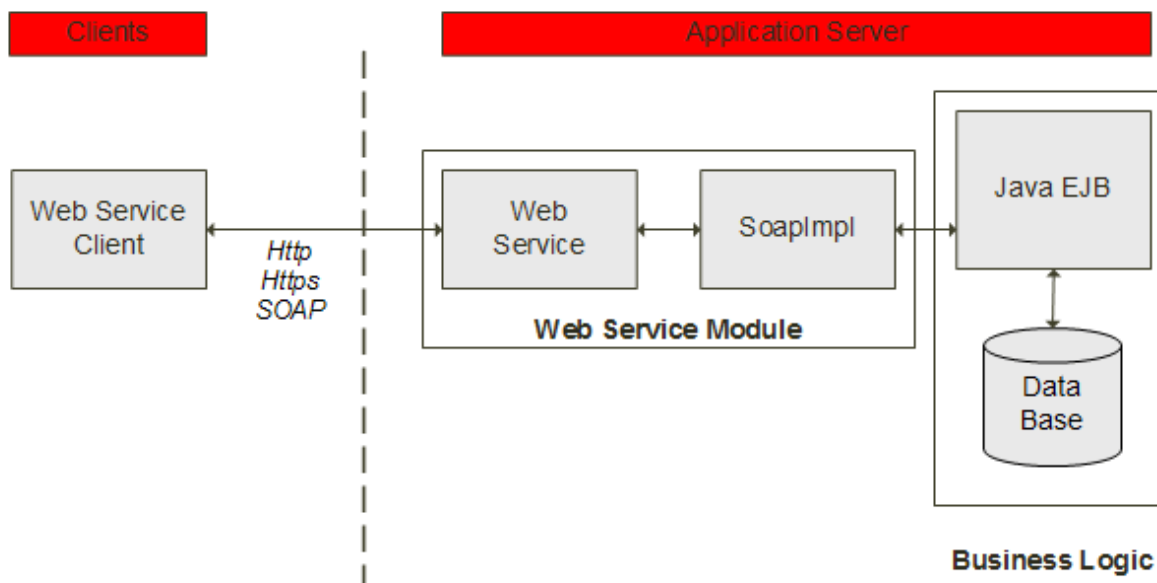 Clients
Application Server
Web Service
Client
Http
Https
SOAP
Web
Service
SoapImpl
Web Service Module
Java EJB
Data
Base
Business Logic